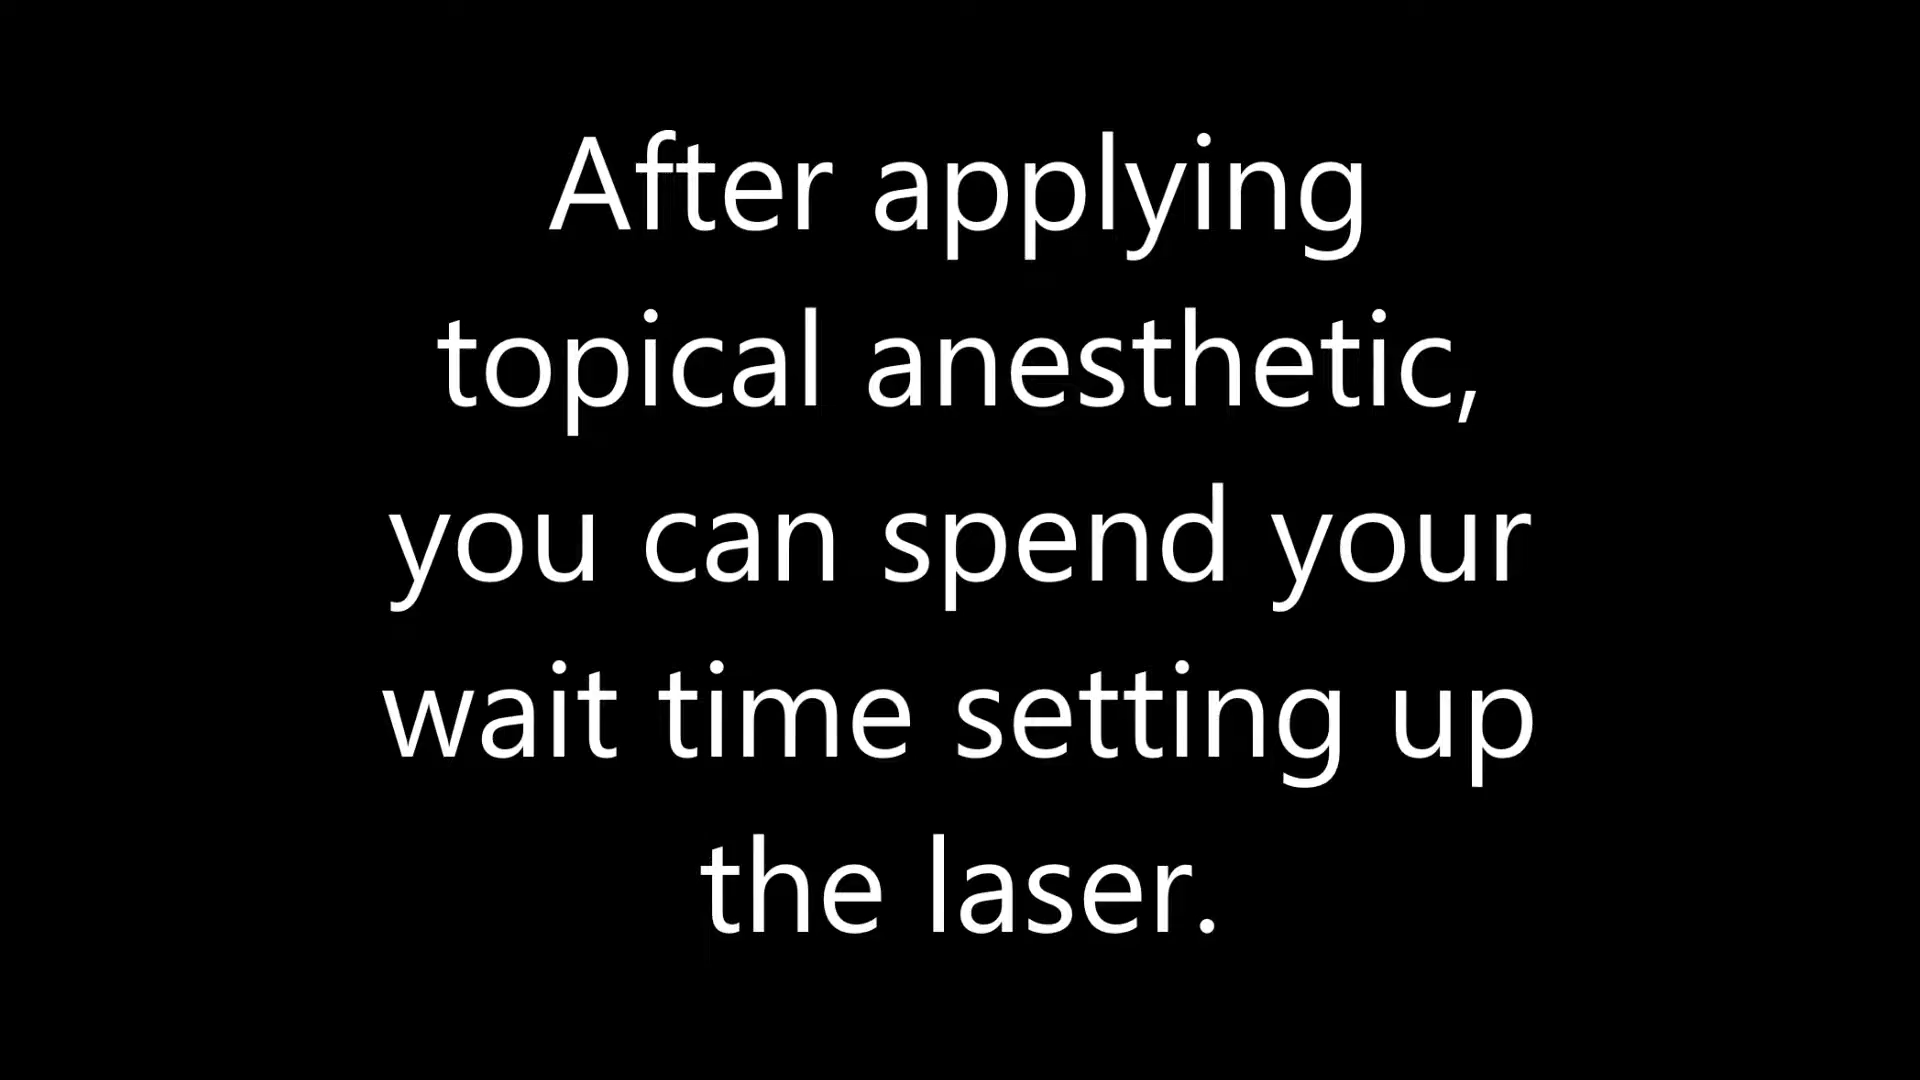 After applying
topical anesthetic,
you can spend your
wait time setting up
the laser.